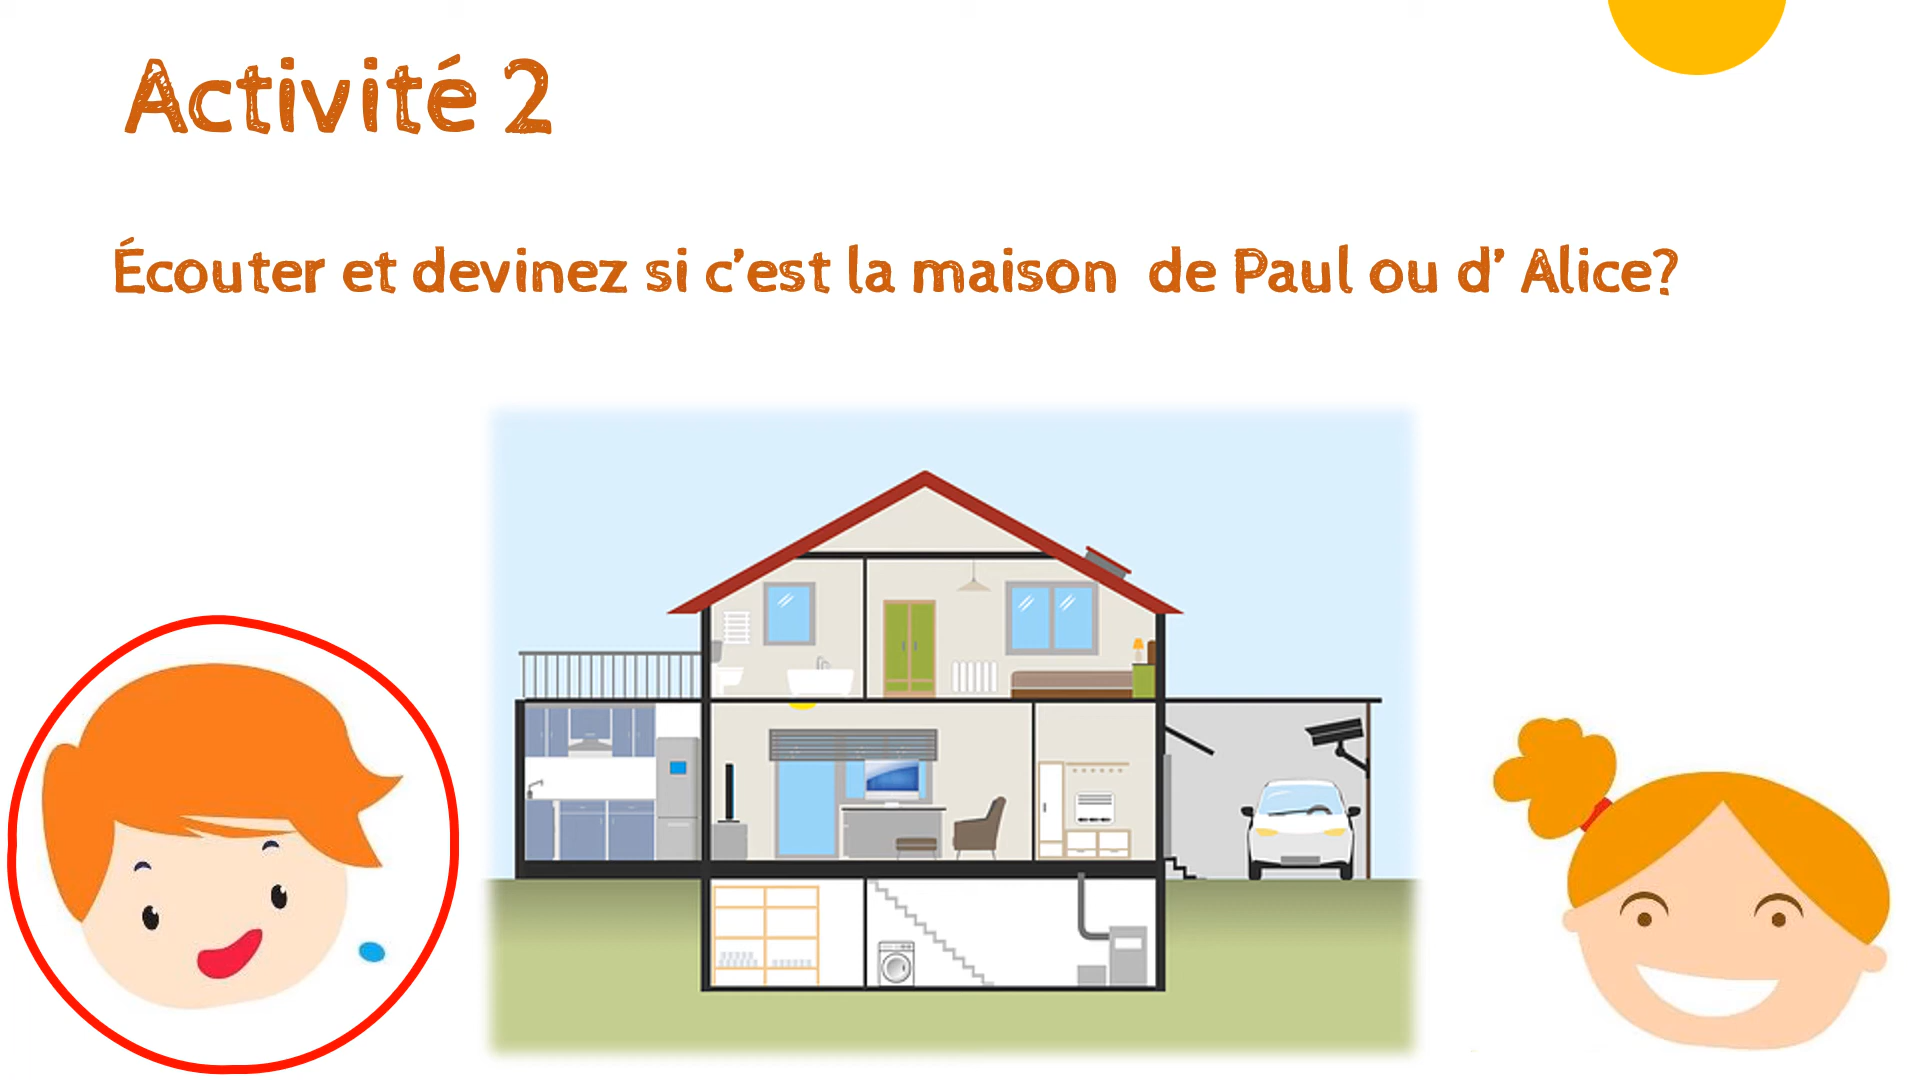 Activité 2
Écouter et devinez si c'est la maison de Paul ou d' Alice?